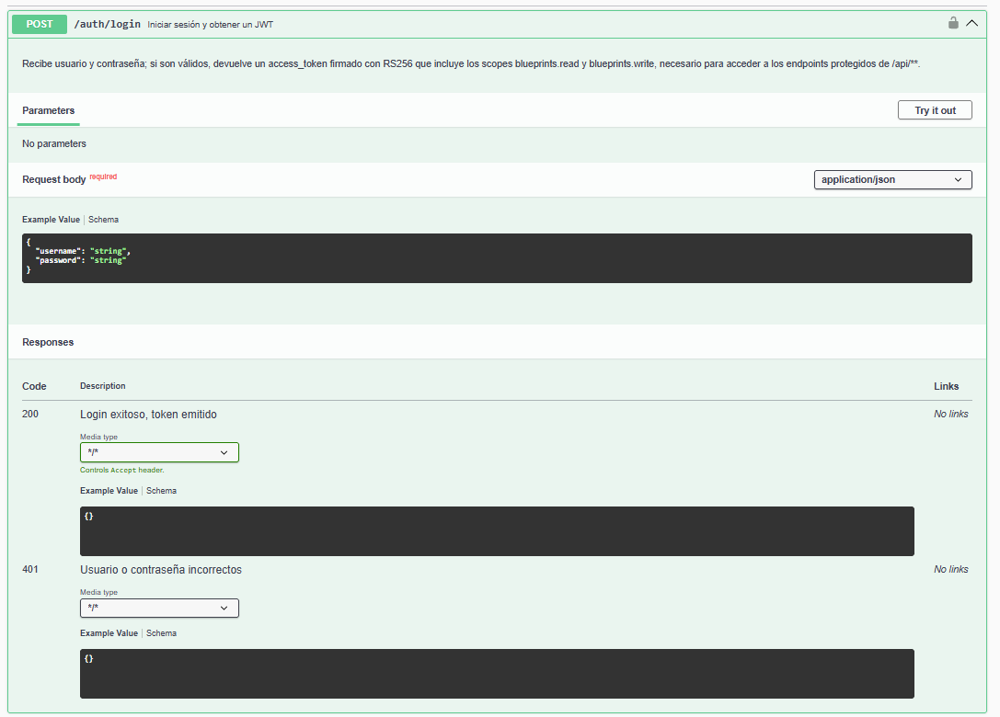 POST /auth/login Iniciar sesión y obtener un JWT
Recibe usuario y contraseña; si son válidos, devuelve un access_token firmado con RS256 que incluye los scopes blueprints.read y blueprints.write, necesario para acceder a los endpoints protegidos de /api/**.
Parameters
Try it out
No parameters
Request body required
application/json
Example Value | Schema
{
"username": "string",
"password": "string"
}
Responses
Code Description Links
200 Login exitoso, token emitido No links
Media type
*/*
Controls Accept header.
Example Value | Schema
{}
401 Usuario o contraseña incorrectos No links
Media type
*/*
Example Value | Schema
{}